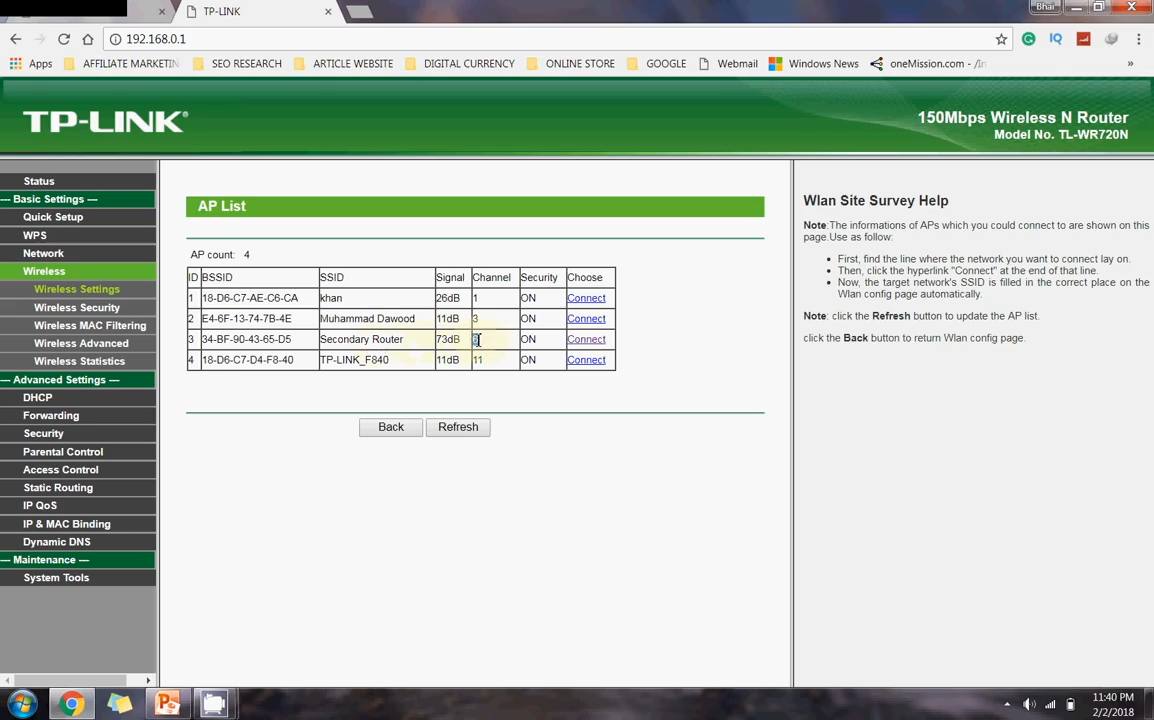 Bhai
TP-LINK
192.168.0.1
Apps
AFFILIATE MARKETIN
SEO RESEARCH
ARTICLE WEBSITE
DIGITAL CURRENCY
ONLINE STORE
GOOGLE
Webmail
Windows News
oneMission.com - /In
TP-LINK
150Mbps Wireless N Router
Model No. TL-WR720N
Status
--- Basic Settings ---
Quick Setup
WPS
Network
Wireless
Wireless Settings
Wireless Security
Wireless MAC Filtering
Wireless Advanced
Wireless Statistics
--- Advanced Settings ---
DHCP
Forwarding
Security
Parental Control
Access Control
Static Routing
IP QoS
IP & MAC Binding
Dynamic DNS
--- Maintenance ---
System Tools
AP List
AP count: 4
ID BSSID SSID Signal Channel Security Choose
1 18-D6-C7-AE-C6-CA khan 26dB 1 ON Connect
2 E4-6F-13-74-7B-4E Muhammad Dawood 11dB 3 ON Connect
3 34-BF-90-43-65-D5 Secondary Router 73dB ON Connect
4 18-D6-C7-D4-F8-40 TP-LINK_F840 11dB 11 ON Connect
Back
Refresh
Wlan Site Survey Help
Note:The informations of APs which you could connect to are shown on this
page.Use as follow:
First, find the line where the network you want to connect lay on.
Then, click the hyperlink "Connect" at the end of that line.
Now, the target network's SSID is filled in the correct place on the
Wlan config page automatically.
Note: click the Refresh button to update the AP list.
click the Back button to return Wlan config page.
11:40 PM
2/2/2018